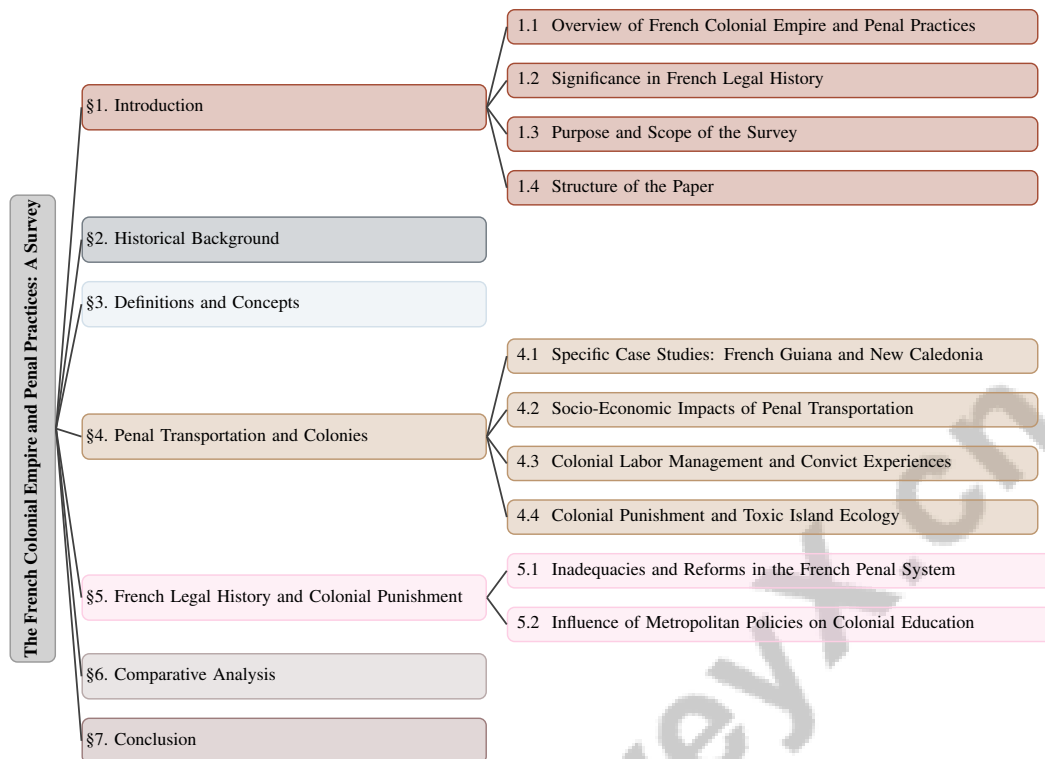 The French Colonial Empire and Penal Practices: A Survey
§1. Introduction
1.1 Overview of French Colonial Empire and Penal Practices
1.2 Significance in French Legal History
1.3 Purpose and Scope of the Survey
1.4 Structure of the Paper
§2. Historical Background
§3. Definitions and Concepts
§4. Penal Transportation and Colonies
4.1 Specific Case Studies: French Guiana and New Caledonia
4.2 Socio-Economic Impacts of Penal Transportation
4.3 Colonial Labor Management and Convict Experiences
4.4 Colonial Punishment and Toxic Island Ecology
§5. French Legal History and Colonial Punishment
5.1 Inadequacies and Reforms in the French Penal System
5.2 Influence of Metropolitan Policies on Colonial Education
§6. Comparative Analysis
§7. Conclusion
eyX.cn